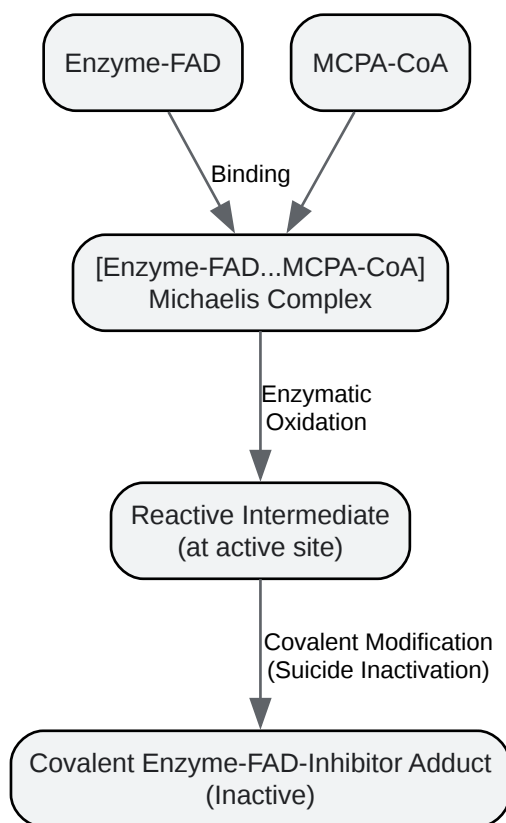 Enzyme-FAD
MCPA-CoA
Binding
[Enzyme-FAD...MCPA-CoA]
Michaelis Complex
Enzymatic
Oxidation
Reactive Intermediate
(at active site)
Covalent Modification
(Suicide Inactivation)
Covalent Enzyme-FAD-Inhibitor Adduct
(Inactive)